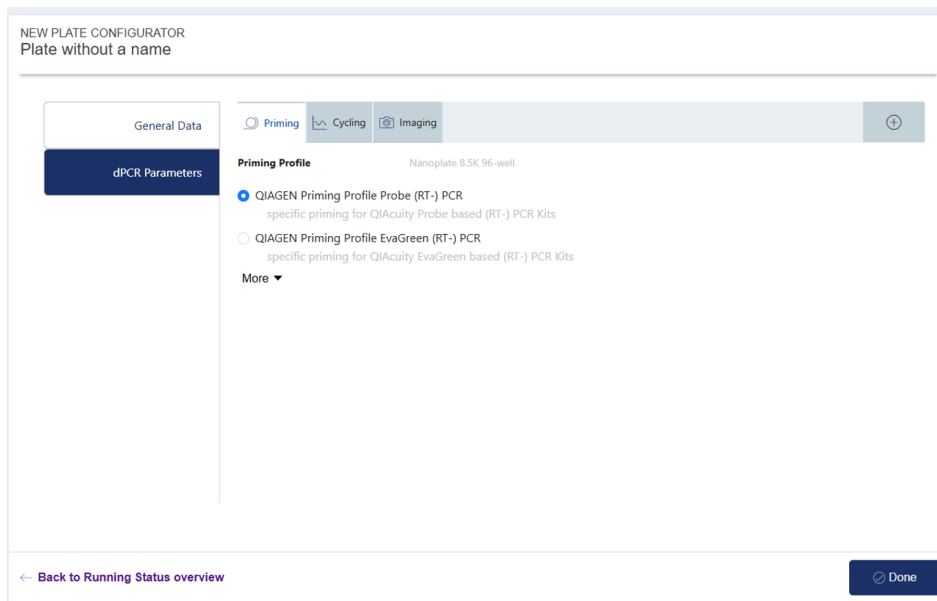 NEW PLATE CONFIGURATOR
Plate without a name
General Data
dPCR Parameters
Priming
Cycling
Imaging
Priming Profile
Nanoplate 8.5K 96-well
QIAGEN Priming Profile Probe (RT-) PCR
specific priming for QIAcuity Probe based (RT-) PCR Kits
QIAGEN Priming Profile EvaGreen (RT-) PCR
specific priming for QIAcuity EvaGreen based (RT-) PCR Kits
More
Back to Running Status overview
Done